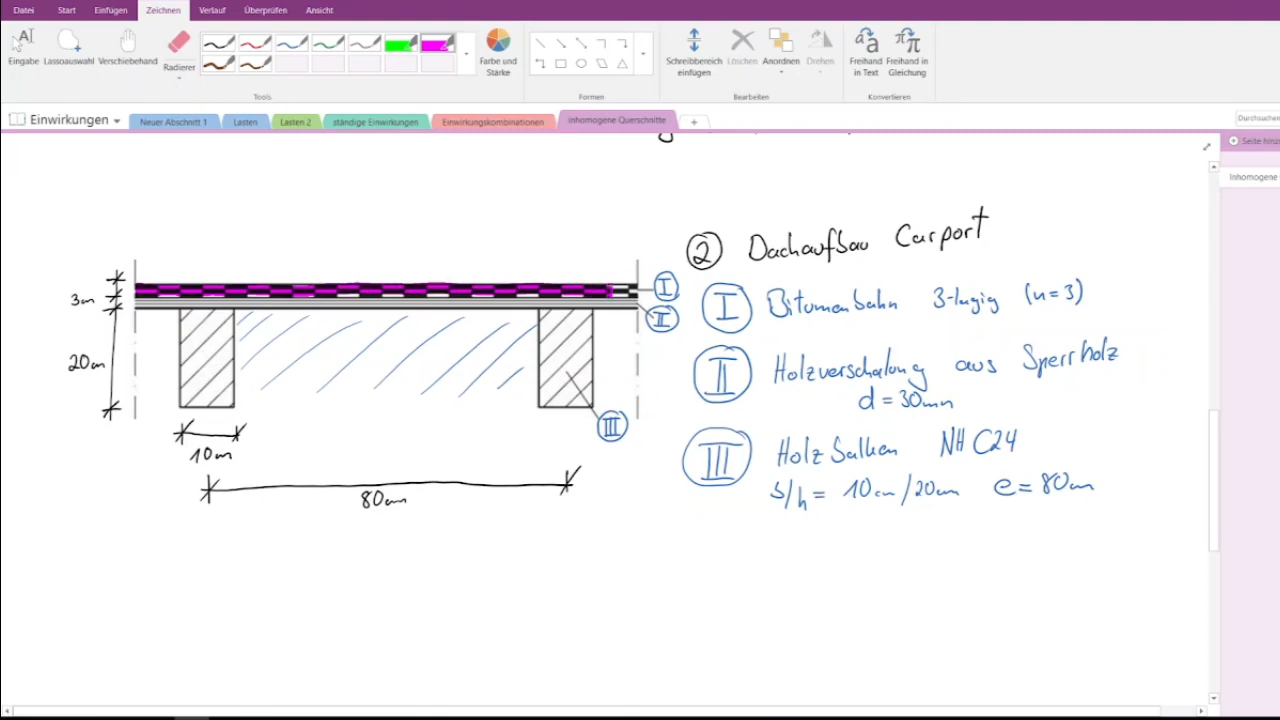 Datei Start Einfügen Zeichnen Verlauf Überprüfen Ansicht
Eingabe Lassoauswahl Verschiebehand Radierer
Farbe und Stärke
Schreibbereich einfügen Löschen Anordnen Drehen
Freihand in Text Freihand in Gleichung
Tools Formen Bearbeiten Konvertieren
Einwirkungen Neuer Abschnitt 1 Lasten Lasten 2 ständige Einwirkungen Einwirkungskombinationen inhomogene Querschnitte +
Durchsuchen
Seite hinz
Inhomogene
2 Dachaufbau Carport
I Bitumenbahn 3-lagig (n=3)
II Holzverschalung aus Sperrholz
d = 30mm
III Holzbalken NH C24
b/h = 10cm/20cm e = 80cm
3cm
20cm
10cm
80cm
I
II
III